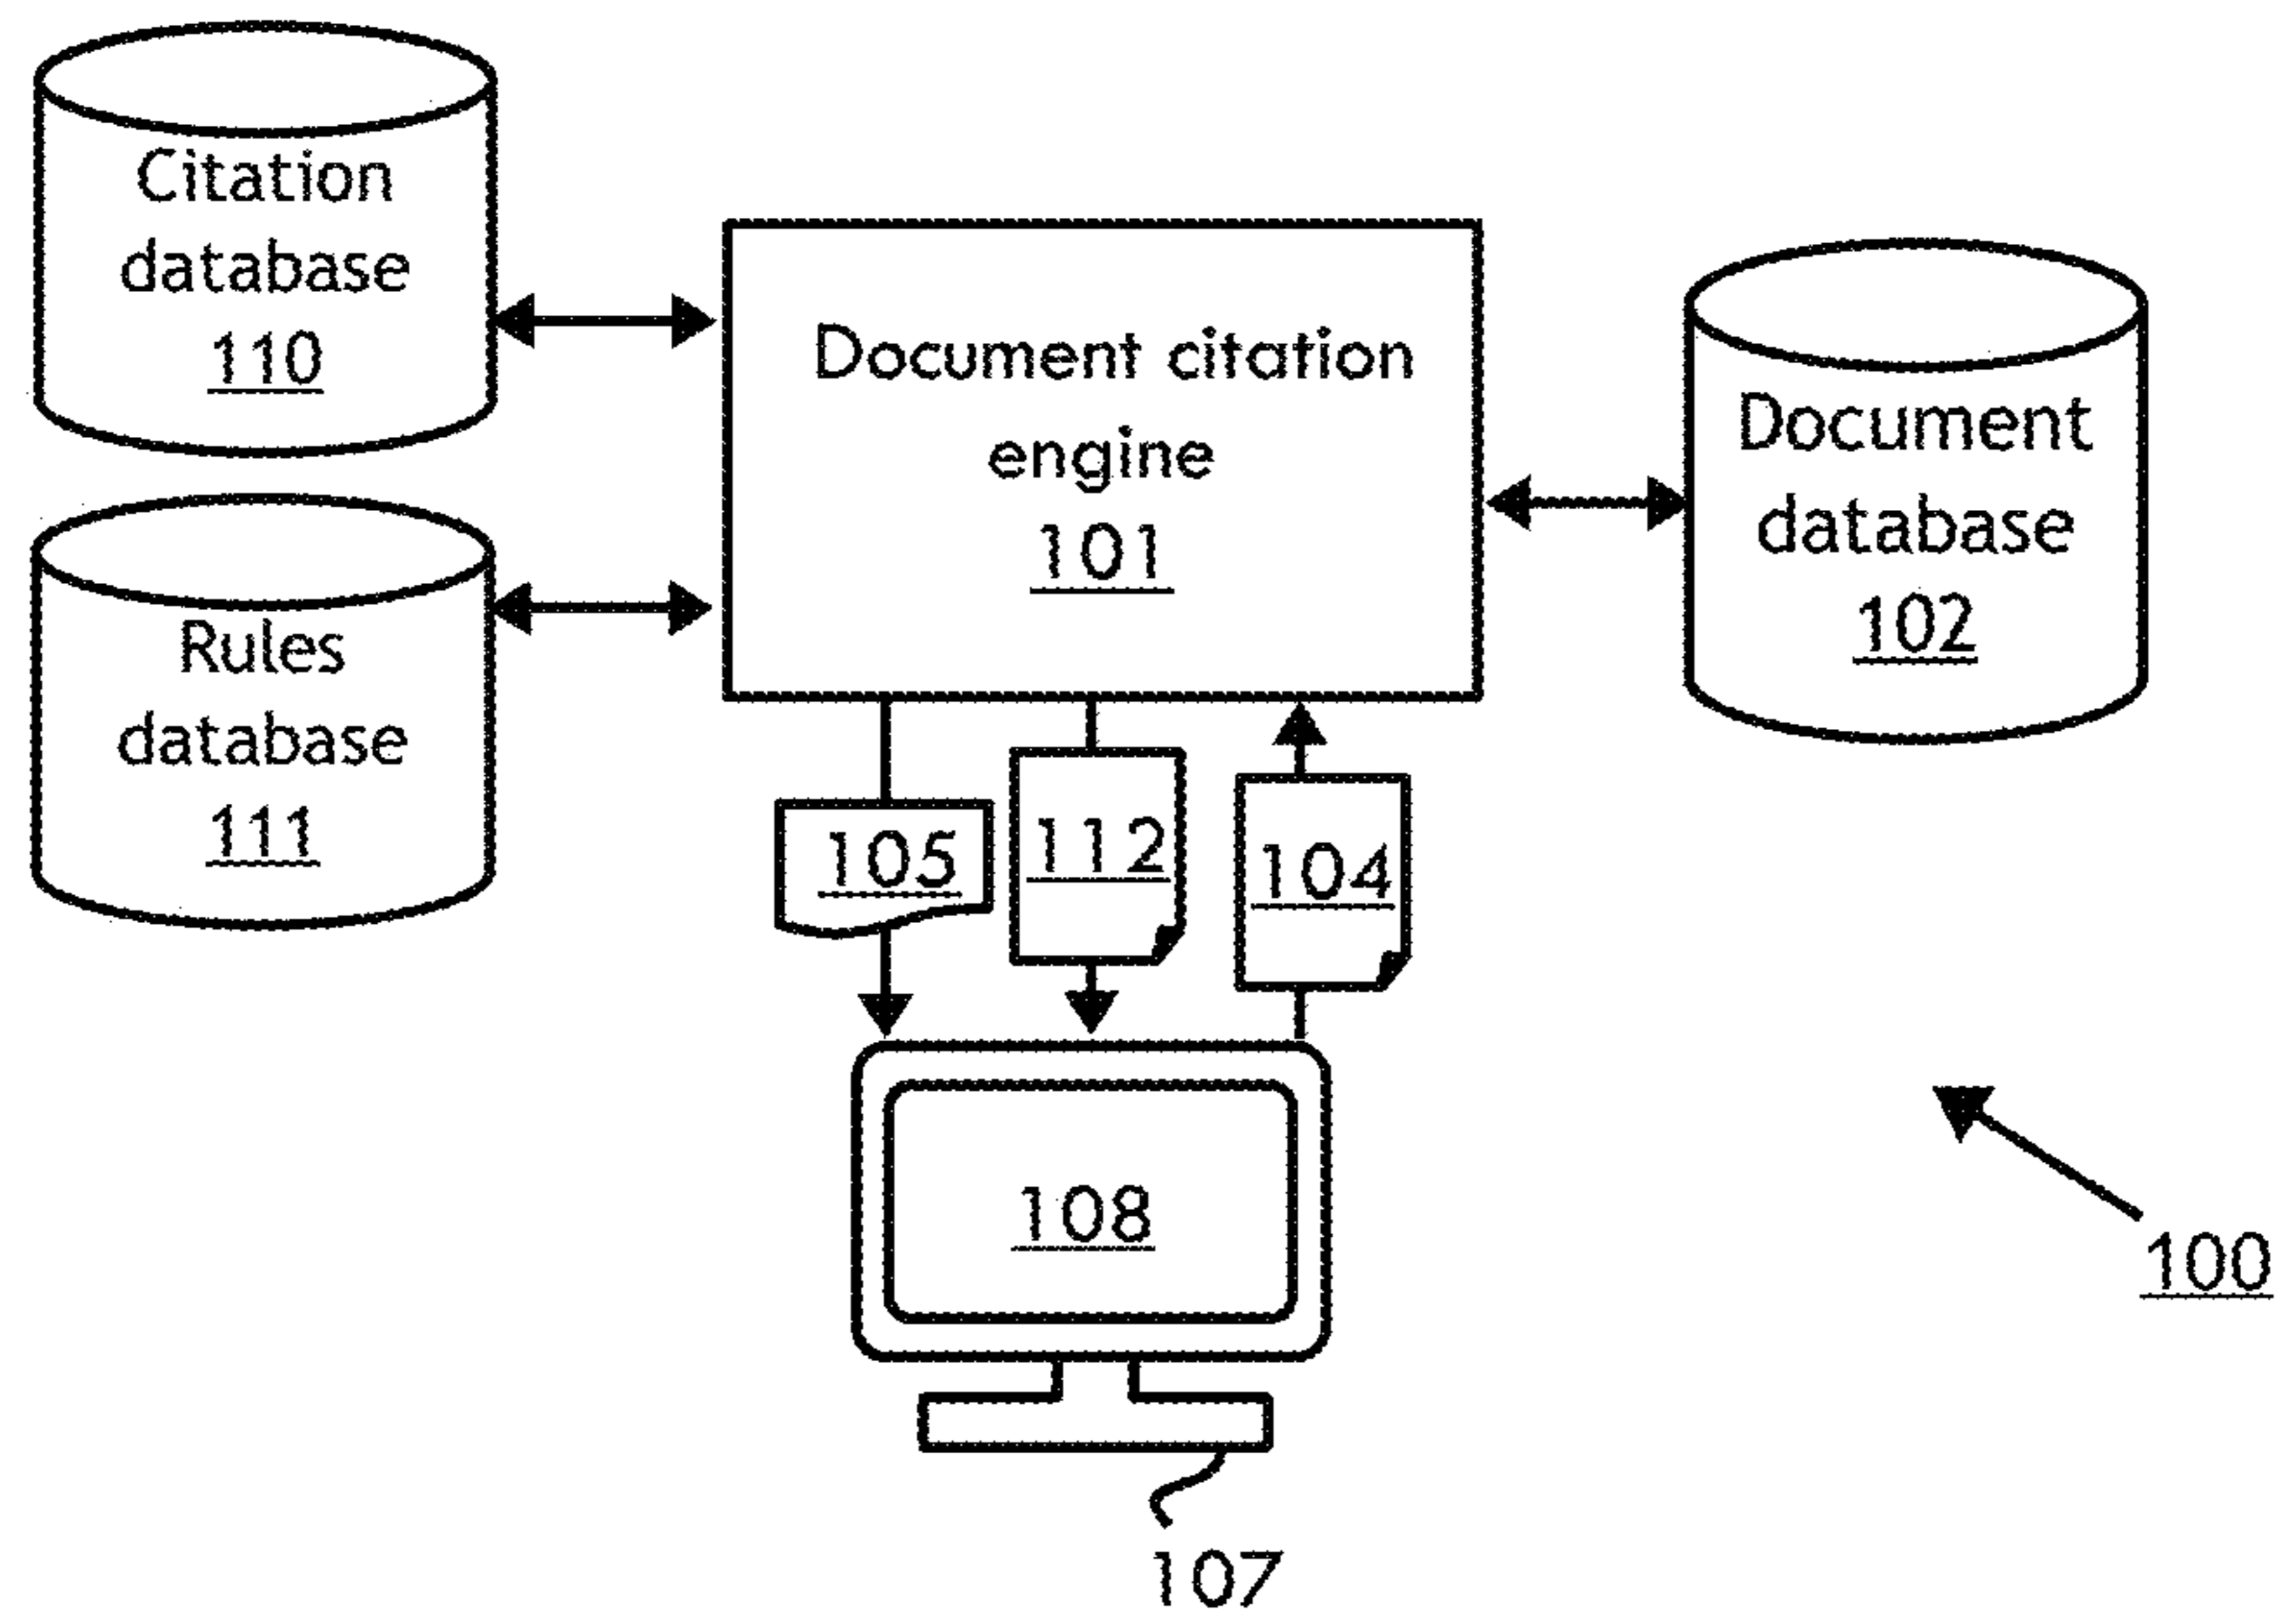 Citation
database
110
Document citation
engine
101
Document
database
102
Rules
database
111
105
112
104
108
100
107